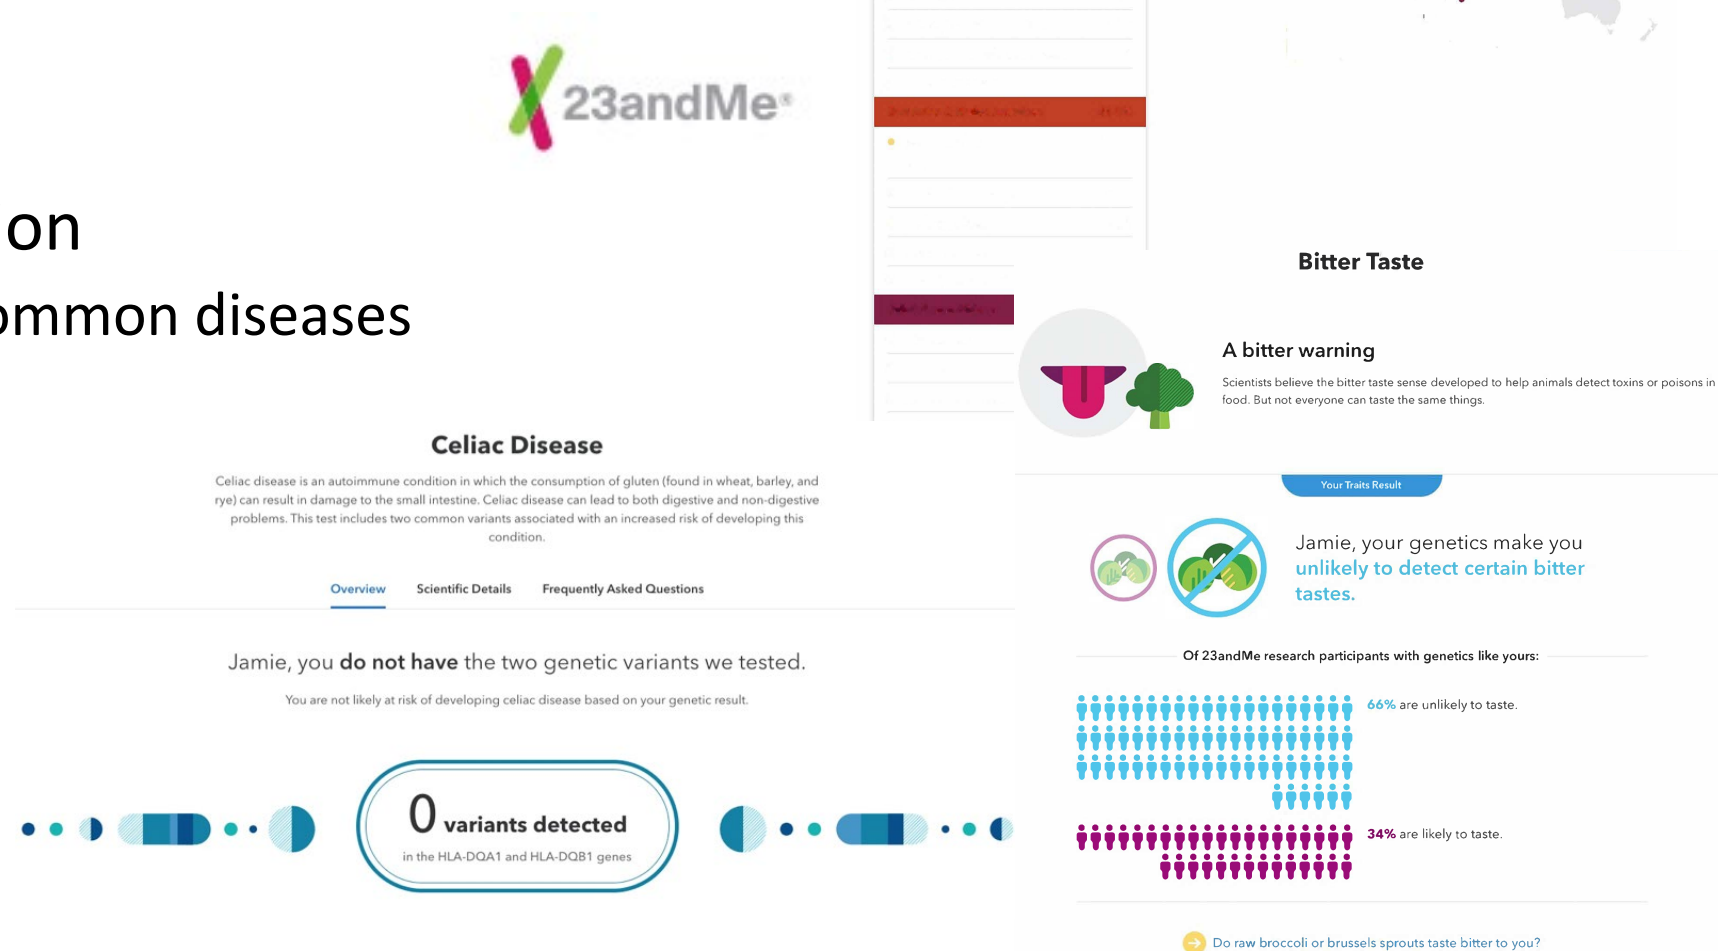 23andMe®
on
ommon diseases
Celiac Disease
Celiac disease is an autoimmune condition in which the consumption of gluten (found in wheat, barley, and
rye) can result in damage to the small intestine. Celiac disease can lead to both digestive and non-digestive
problems. This test includes two common variants associated with an increased risk of developing this
condition.
Overview Scientific Details Frequently Asked Questions
Jamie, you do not have the two genetic variants we tested.
You are not likely at risk of developing celiac disease based on your genetic result.
0 variants detected
in the HLA-DQA1 and HLA-DQB1 genes
Bitter Taste
A bitter warning
Scientists believe the bitter taste sense developed to help animals detect toxins or poisons in
food. But not everyone can taste the same things.
Your Traits Result
Jamie, your genetics make you
unlikely to detect certain bitter
tastes.
Of 23andMe research participants with genetics like yours:
66% are unlikely to taste.
34% are likely to taste.
Do raw broccoli or brussels sprouts taste bitter to you?